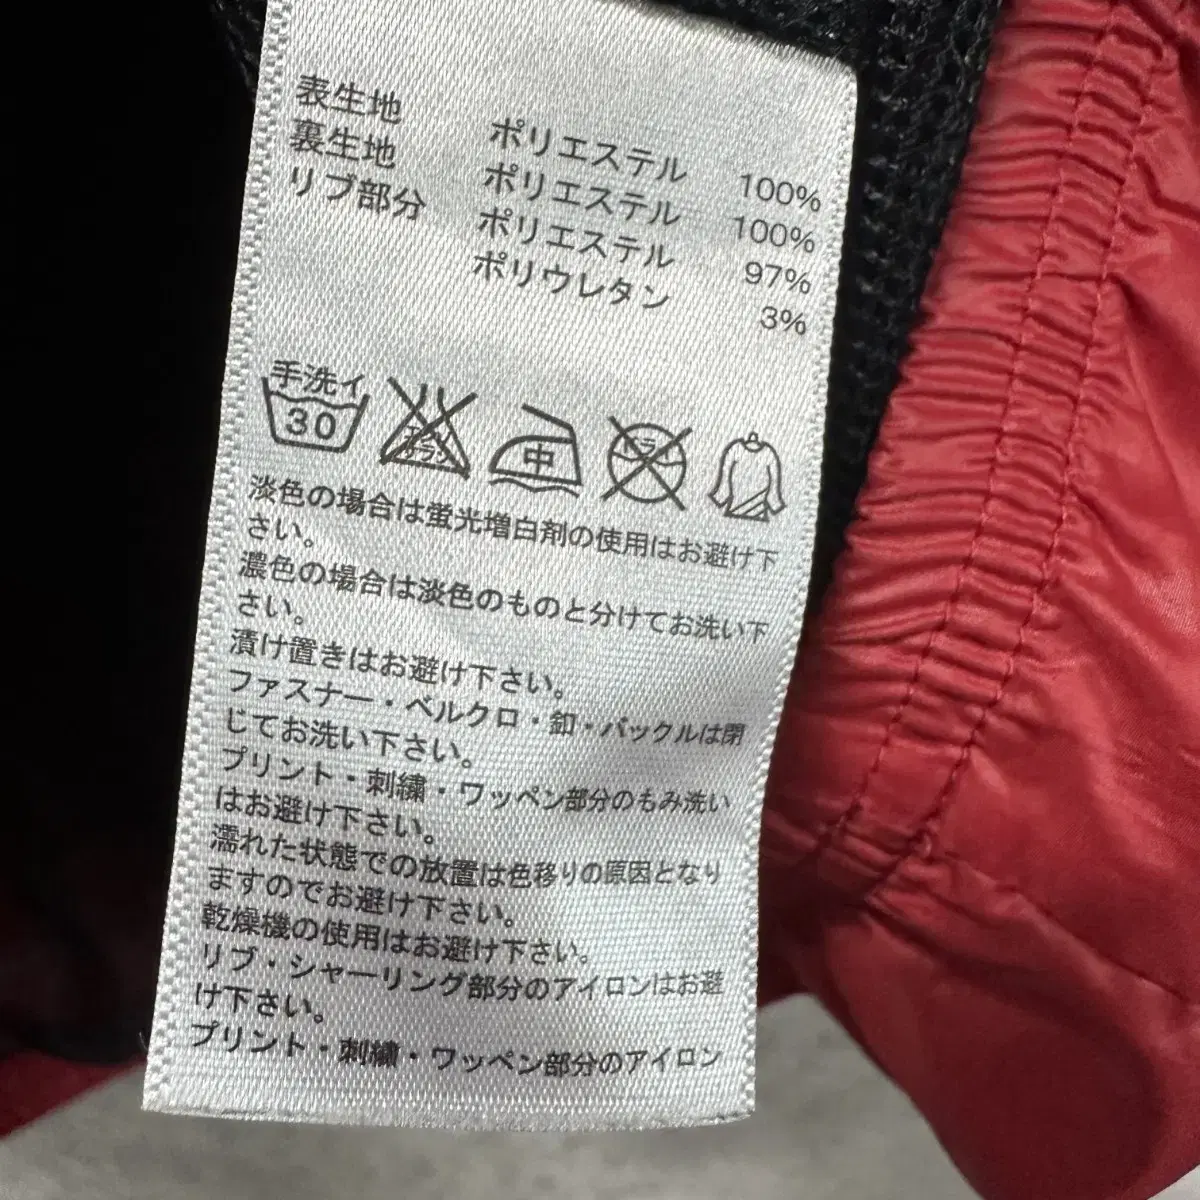 表生地 ポリエステル 100%
裏生地 ポリエステル 100%
リブ部分 ポリエステル 97%
ポリウレタン 3%
手洗イ
30
エンソ
サラシ
中
ドライ
淡色の場合は蛍光増白剤の使用はお避け下
さい。
濃色の場合は淡色のものと分けてお洗い下
さい。
漬け置きはお避け下さい。
ファスナー・ベルクロ・釦・バックルは閉
じてお洗い下さい。
プリント・刺繍・ワッペン部分のもみ洗い
はお避け下さい。
濡れた状態での放置は色移りの原因となり
ますのでお避け下さい。
乾燥機の使用はお避け下さい。
リブ・シャーリング部分のアイロンはお避
け下さい。
プリント・刺繍・ワッペン部分のアイロン